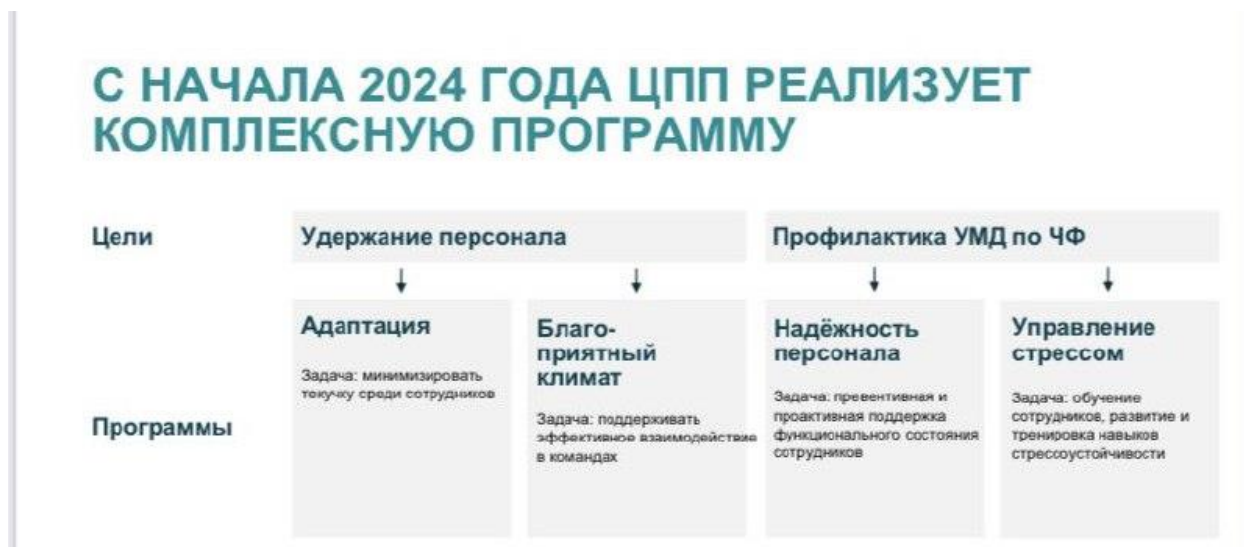 С НАЧАЛА 2024 ГОДА ЦПП РЕАЛИЗУЕТ
КОМПЛЕКСНУЮ ПРОГРАММУ
Цели
Удержание персонала
Профилактика УМД по ЧФ
Программы
Адаптация
Задача: минимизировать
текучку среди сотрудников
Благо-
приятный
климат
Задача: поддерживать
эффективное взаимодействие
в командах
Надёжность
персонала
Задача: превентивная и
проактивная поддержка
функционального состояния
сотрудников
Управление
стрессом
Задача: обучение
сотрудников, развитие и
тренировка навыков
стрессоустойчивости